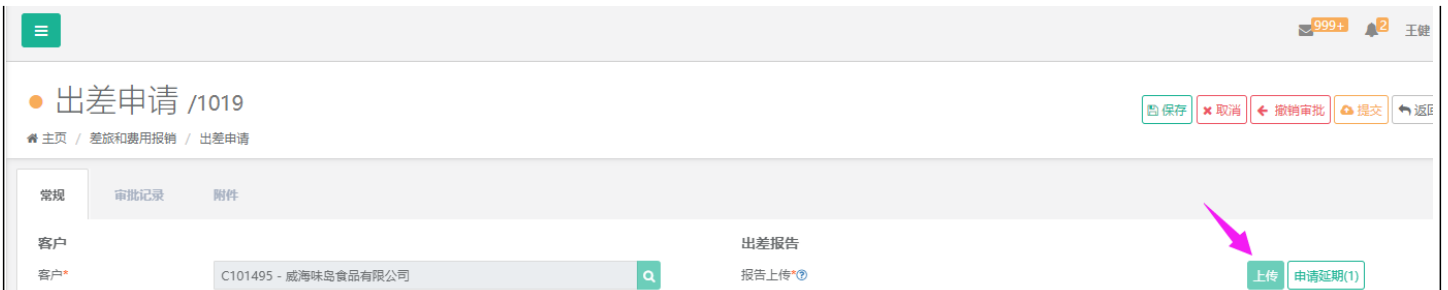 999+ 2 王健
出差申请 /1019
保存 取消 撤销审批 提交 返回
主页 / 差旅和费用报销 / 出差申请
常规 审批记录 附件
客户 出差报告
客户* C101495 - 威海味岛食品有限公司 报告上传* 上传 申请延期(1)